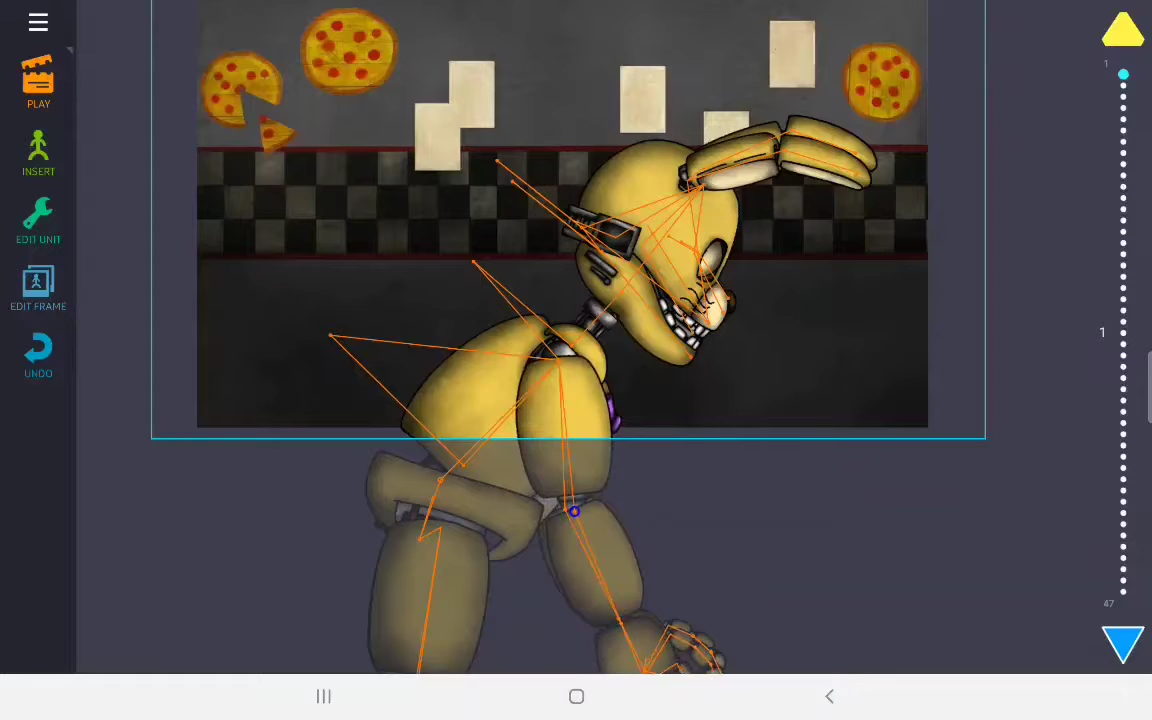 PLAY
INSERT
EDIT UNIT
EDIT FRAME
UNDO
1
1
47